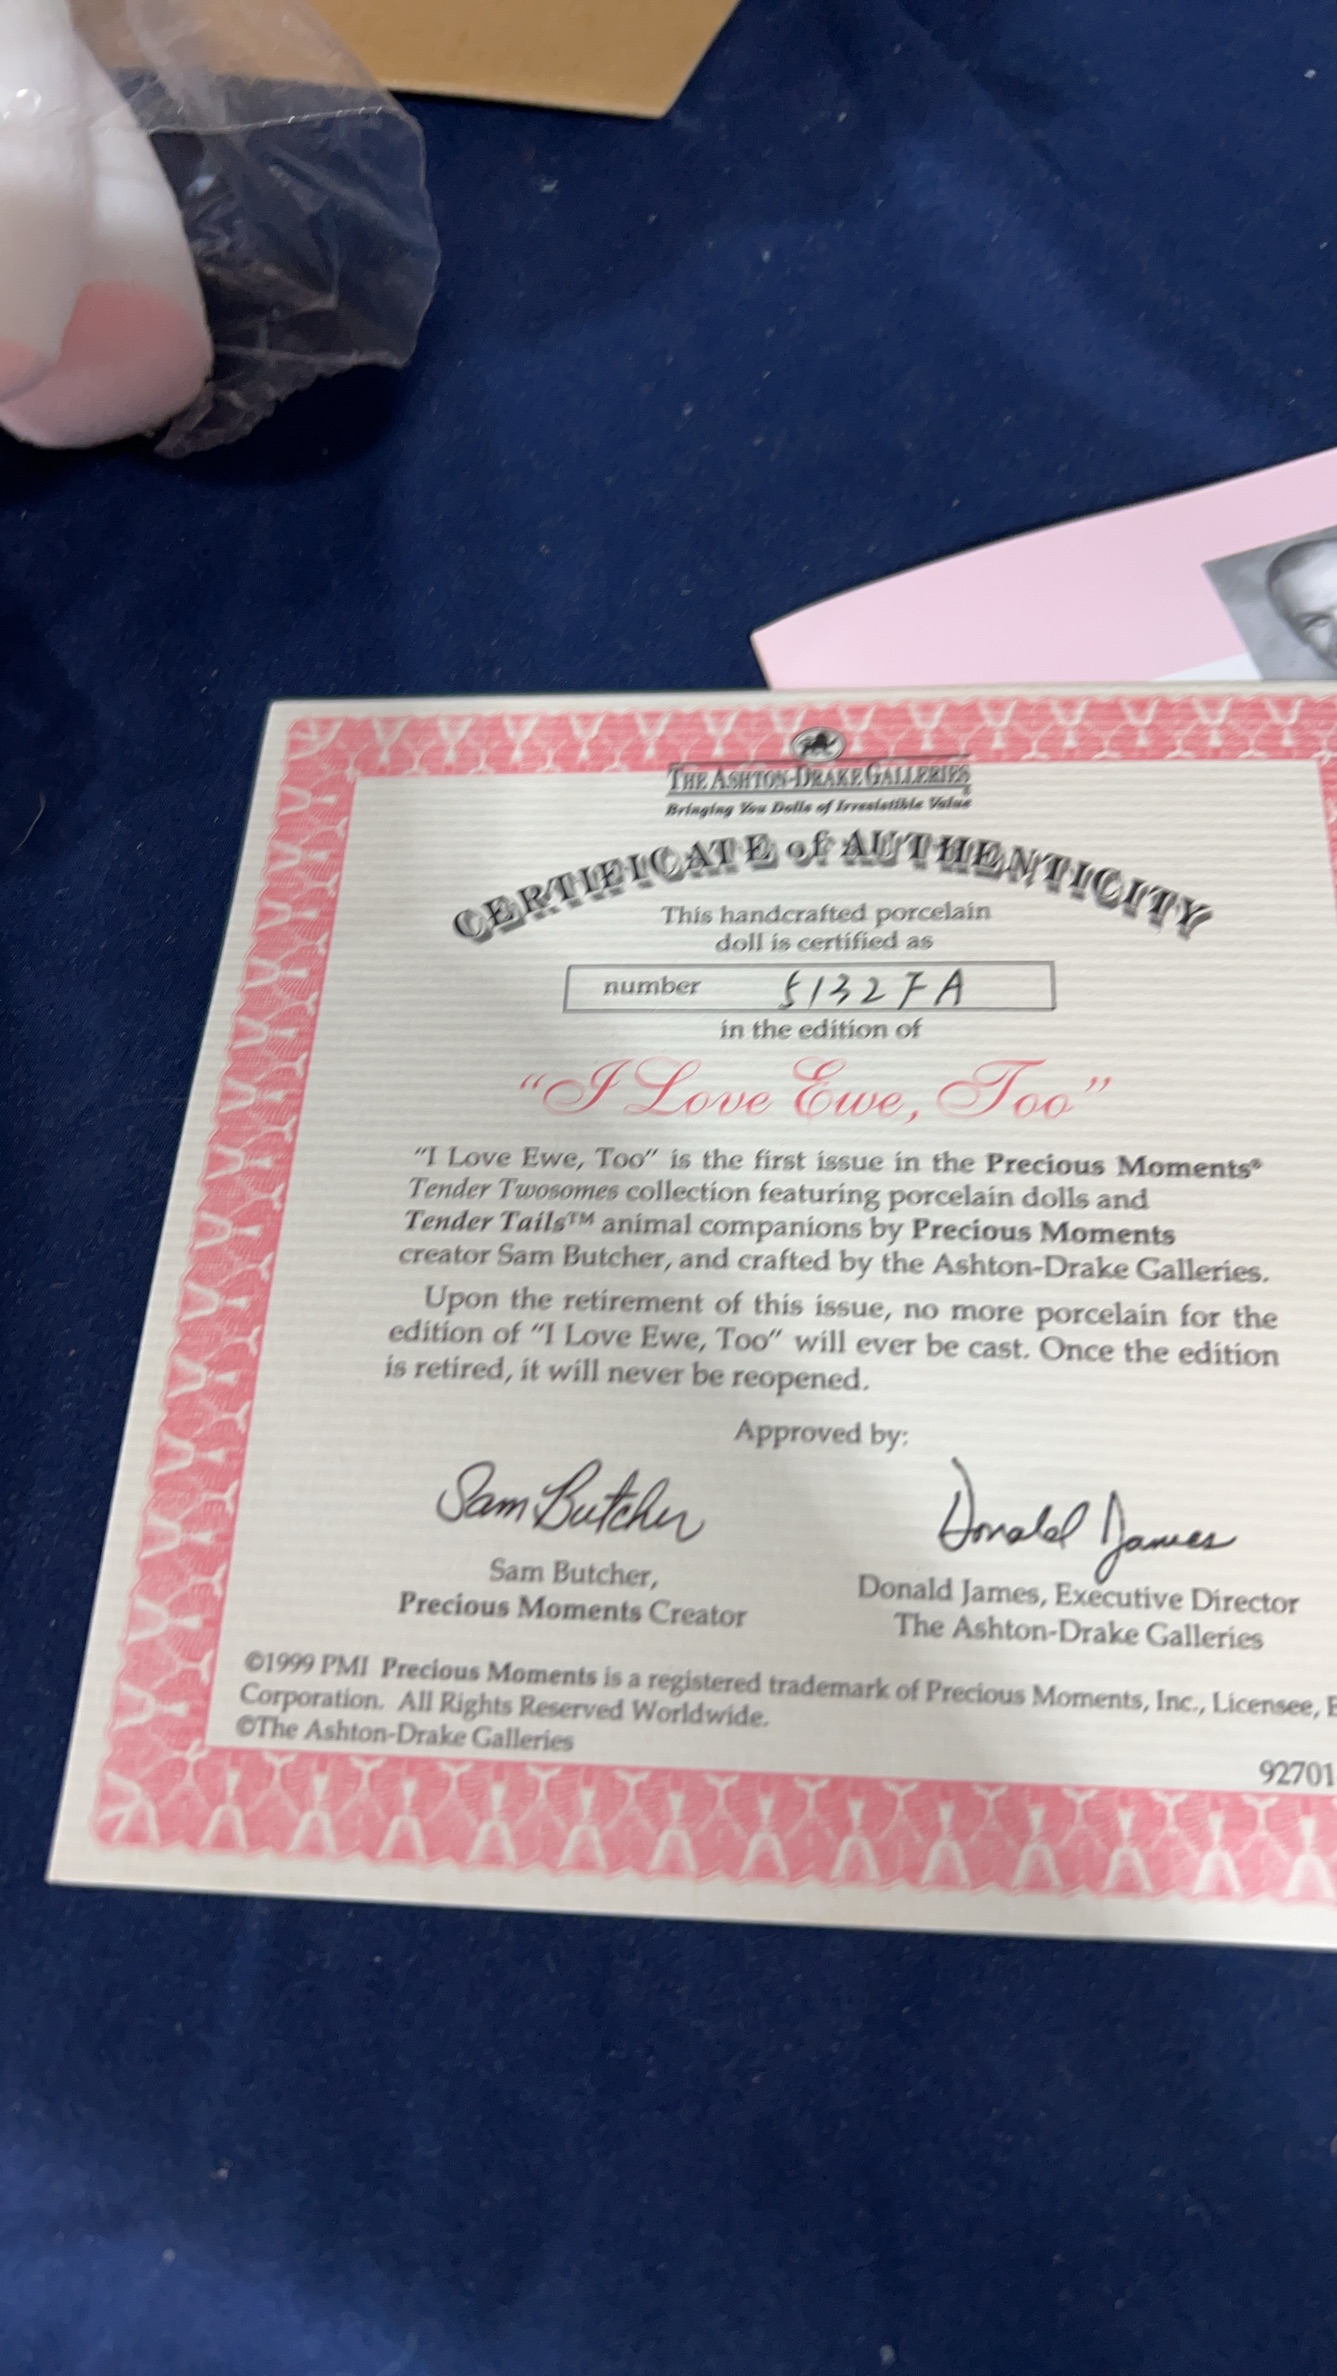 THE ASHTON-DRAKE GALLERIES
Bringing You Dolls of Irresistible Value
CERTIFICATE of AUTHENTICITY
This handcrafted porcelain
doll is certified as
number 5132FA
in the edition of
"I Love Ewe, Too"
"I Love Ewe, Too" is the first issue in the Precious Moments®
Tender Twosomes collection featuring porcelain dolls and
Tender Tails™ animal companions by Precious Moments
creator Sam Butcher, and crafted by the Ashton-Drake Galleries.
Upon the retirement of this issue, no more porcelain for the
edition of "I Love Ewe, Too" will ever be cast. Once the edition
is retired, it will never be reopened.
Approved by:
Sam Butcher Donald James
Sam Butcher, Donald James, Executive Director
Precious Moments Creator The Ashton-Drake Galleries
©1999 PMI Precious Moments is a registered trademark of Precious Moments, Inc., Licensee,
Corporation. All Rights Reserved Worldwide.
©The Ashton-Drake Galleries
92701